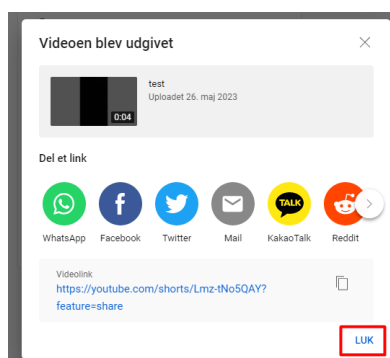 Videoen blev udgivet
test
Uploadet 26. maj 2023
0:04
Del et link
TALK
WhatsApp Facebook Twitter Mail KakaoTalk Reddit
Videolink
https://youtube.com/shorts/Lmz-tNo5QAY?
feature=share
LUK